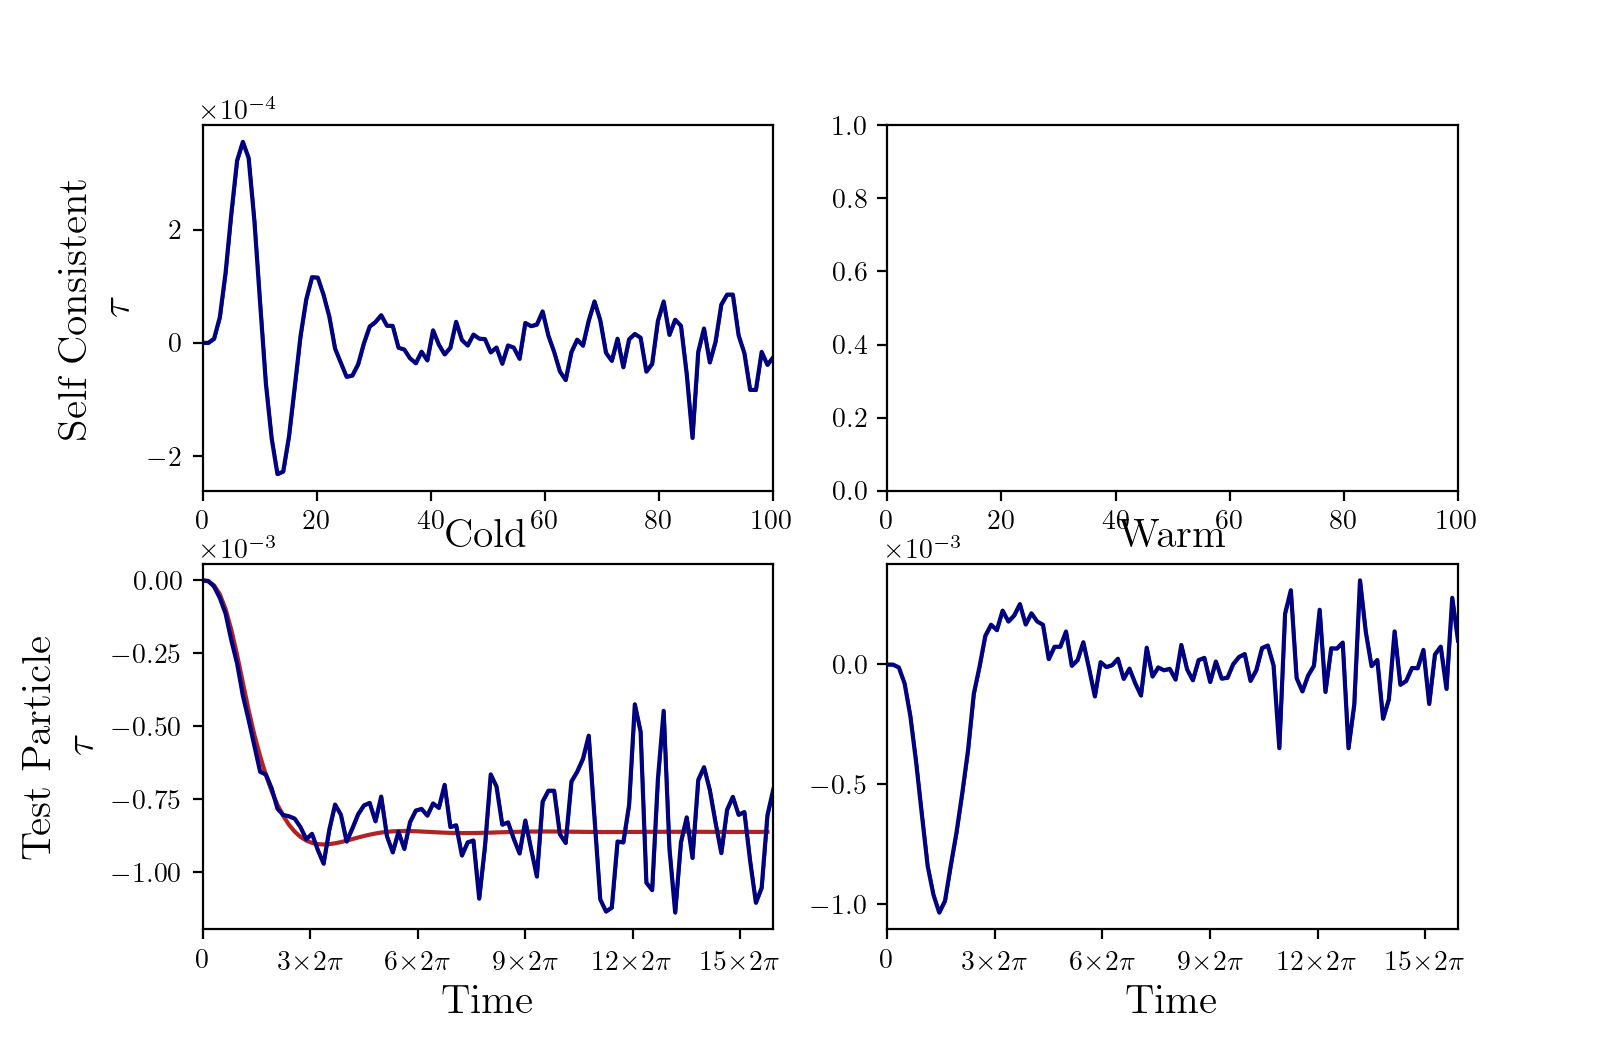 ×10⁻⁴
2
0
−2
Self Consistent
τ
0 20 40 60 80 100
Cold
1.0
0.8
0.6
0.4
0.2
0.0
0 20 40 60 80 100
Warm
×10⁻³
0.00
−0.25
−0.50
−0.75
−1.00
Test Particle
τ
0 3×2π 6×2π 9×2π 12×2π 15×2π
Time
×10⁻³
0.0
−0.5
−1.0
0 3×2π 6×2π 9×2π 12×2π 15×2π
Time